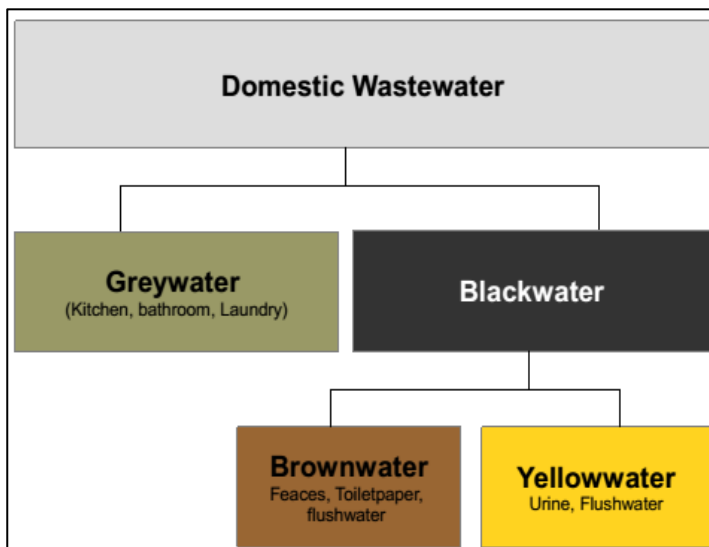 Domestic Wastewater
Greywater
(Kitchen, bathroom, Laundry)
Blackwater
Brownwater
Feaces, Toiletpaper,
flushwater
Yellowwater
Urine, Flushwater